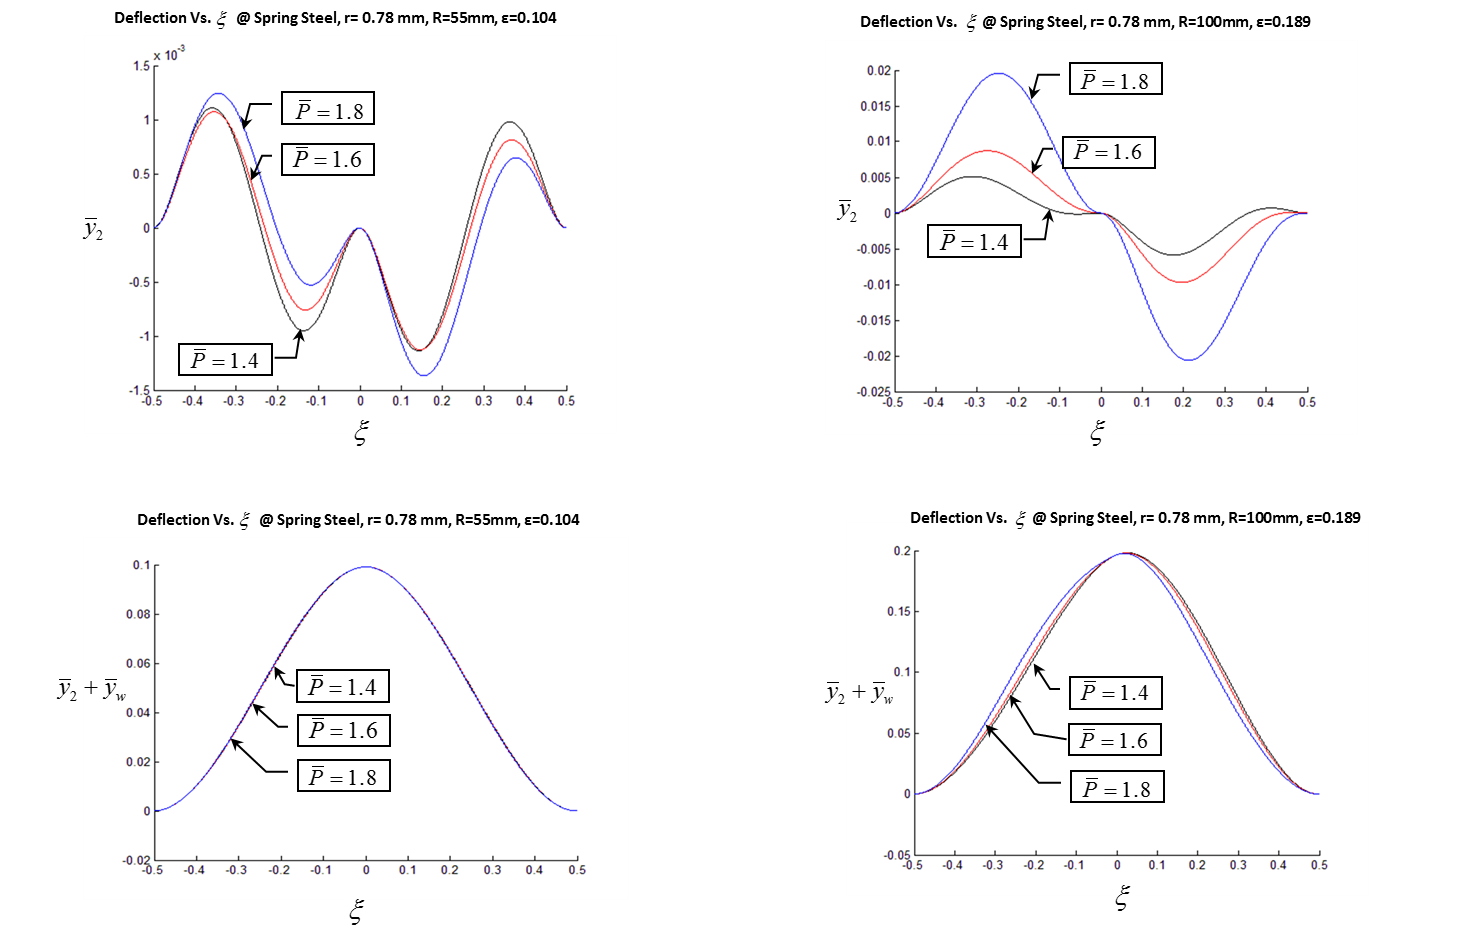 Deflection Vs. ξ @ Spring Steel, r= 0.78 mm, R=55mm, ε=0.104
x 10⁻³
1.5
1
0.5
0
-0.5
-1
-1.5
-0.5 -0.4 -0.3 -0.2 -0.1 0 0.1 0.2 0.3 0.4 0.5
P̅ = 1.8
P̅ = 1.6
P̅ = 1.4
y̅₂
ξ
Deflection Vs. ξ @ Spring Steel, r= 0.78 mm, R=100mm, ε=0.189
0.02
0.015
0.01
0.005
0
-0.005
-0.01
-0.015
-0.02
-0.025
-0.5 -0.4 -0.3 -0.2 -0.1 0 0.1 0.2 0.3 0.4 0.5
P̅ = 1.8
P̅ = 1.6
P̅ = 1.4
y̅₂
ξ
Deflection Vs. ξ @ Spring Steel, r= 0.78 mm, R=55mm, ε=0.104
0.1
0.08
0.06
0.04
0.02
0
-0.02
-0.5 -0.4 -0.3 -0.2 -0.1 0 0.1 0.2 0.3 0.4 0.5
P̅ = 1.4
P̅ = 1.6
P̅ = 1.8
y̅₂ + y̅w
ξ
Deflection Vs. ξ @ Spring Steel, r= 0.78 mm, R=100mm, ε=0.189
0.2
0.15
0.1
0.05
0
-0.05
-0.5 -0.4 -0.3 -0.2 -0.1 0 0.1 0.2 0.3 0.4 0.5
P̅ = 1.4
P̅ = 1.6
P̅ = 1.8
y̅₂ + y̅w
ξ